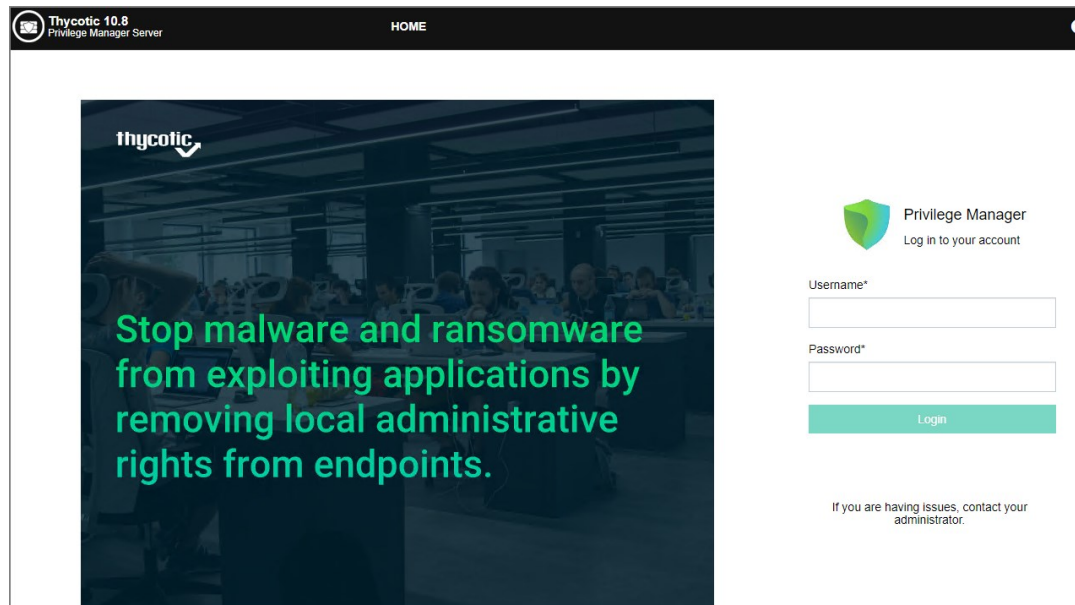 Thycotic 10.8
Privilege Manager Server
HOME
thycotic
Stop malware and ransomware
from exploiting applications by
removing local administrative
rights from endpoints.
Privilege Manager
Log in to your account
Username*
Password*
Login
If you are having issues, contact your
administrator.